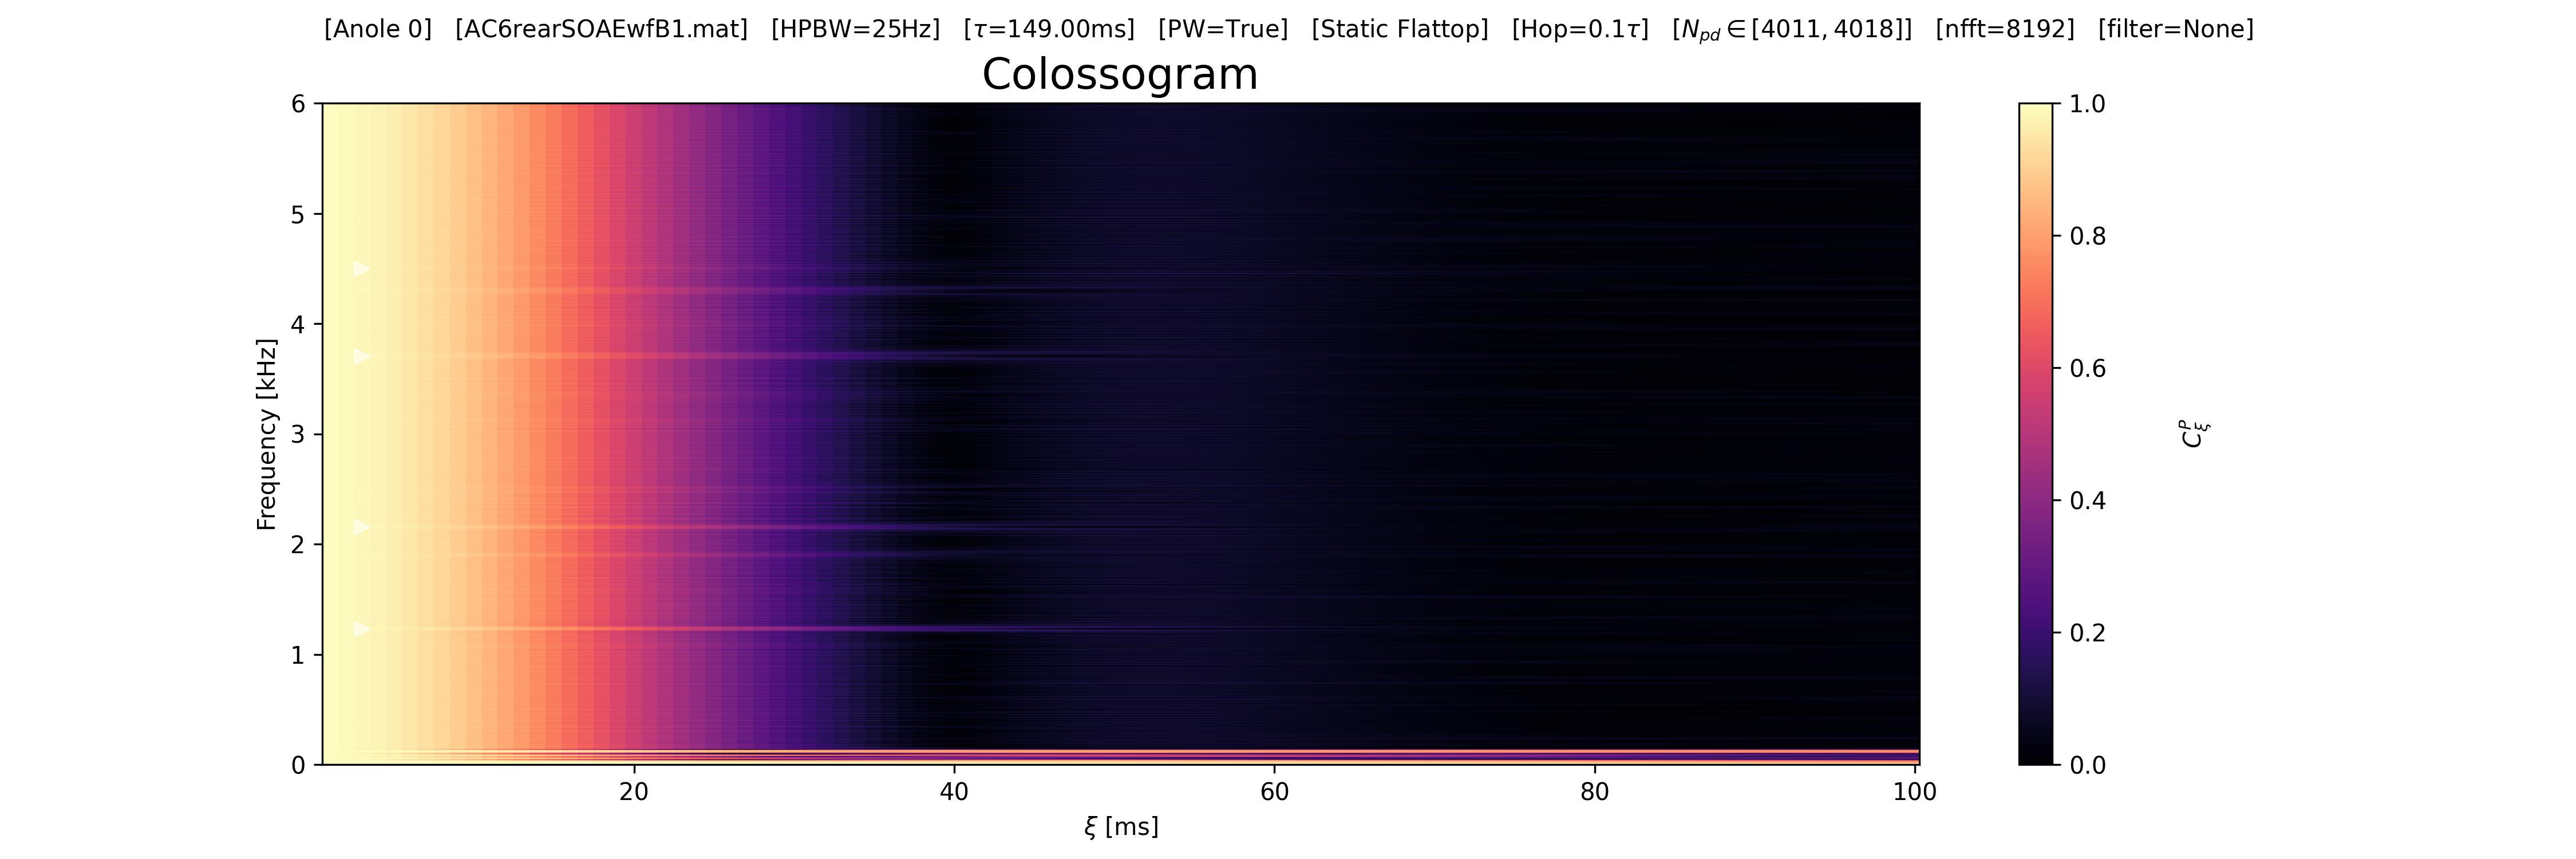 [Anole 0] [AC6rearSOAEwfB1.mat] [HPBW=25Hz] [τ=149.00ms] [PW=True] [Static Flattop] [Hop=0.1τ] [N_pd ∈ [4011, 4018]] [nfft=8192] [filter=None]
Colossogram
6
5
4
3
2
1
0
Frequency [kHz]
20 40 60 80 100
ξ [ms]
1.0
0.8
0.6
0.4
0.2
0.0
C_ξ^P